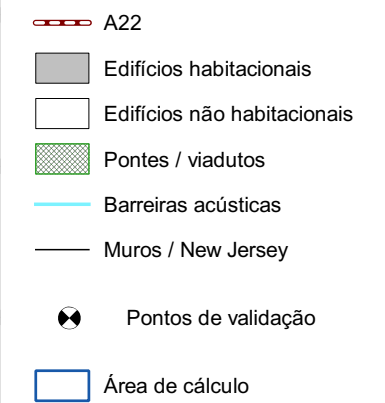 A22
Edifícios habitacionais
Edifícios não habitacionais
Pontes / viadutos
Barreiras acústicas
Muros / New Jersey
Pontos de validação
Área de cálculo